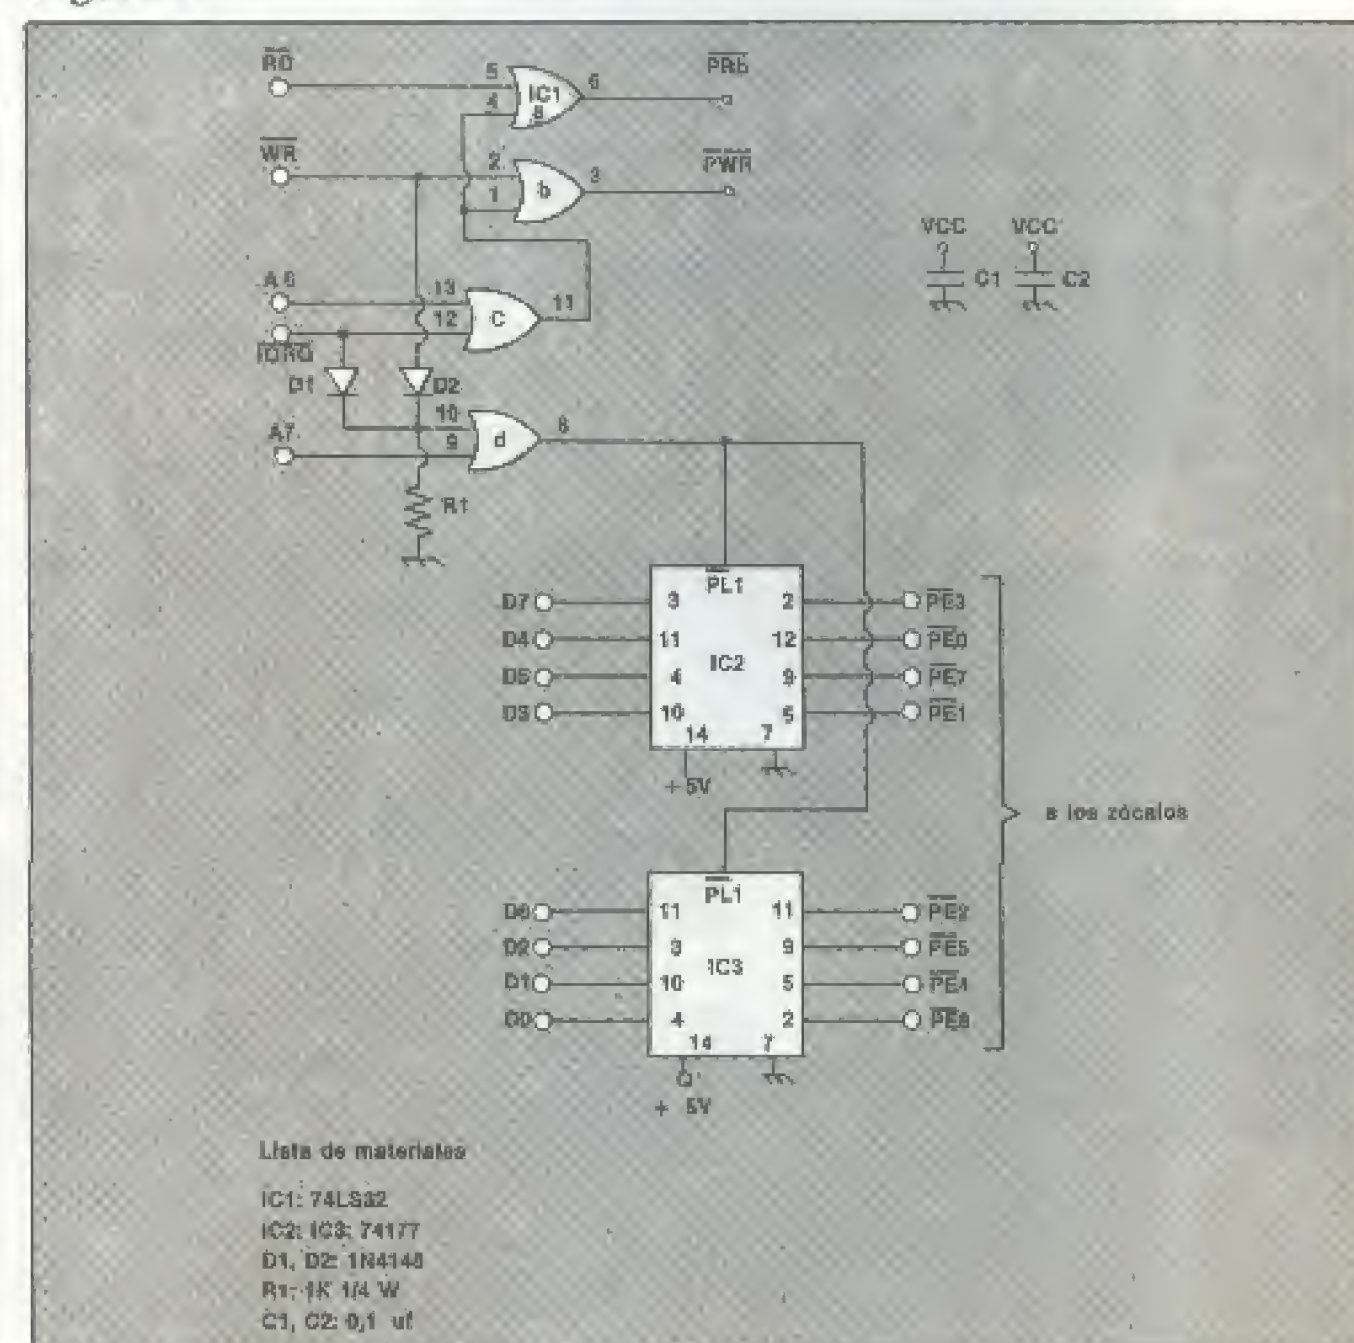 RD
5
4
IC1
a
6
PRD
WR
2
1
b
3
PWR
VCC
VCC
C1
C2
A 6
13
12
C
11
IORQ
D1
D2
10
9
d
8
A7
R1
PL1
D7
3
2
PE3
D4
11
12
PE0
IC2
D5
4
9
PE7
D3
10
5
PE1
14
7
+5V
a los zócalos
PL1
D6
11
11
PE2
D2
3
9
PE5
IC3
D1
10
5
PE4
D0
4
2
PE6
14
7
+ 5V
Lista de materiales
IC1: 74LS32
IC2: IC3: 74177
D1, D2: 1N4148
R1: 1K 1/4 W
C1, C2: 0,1 uf